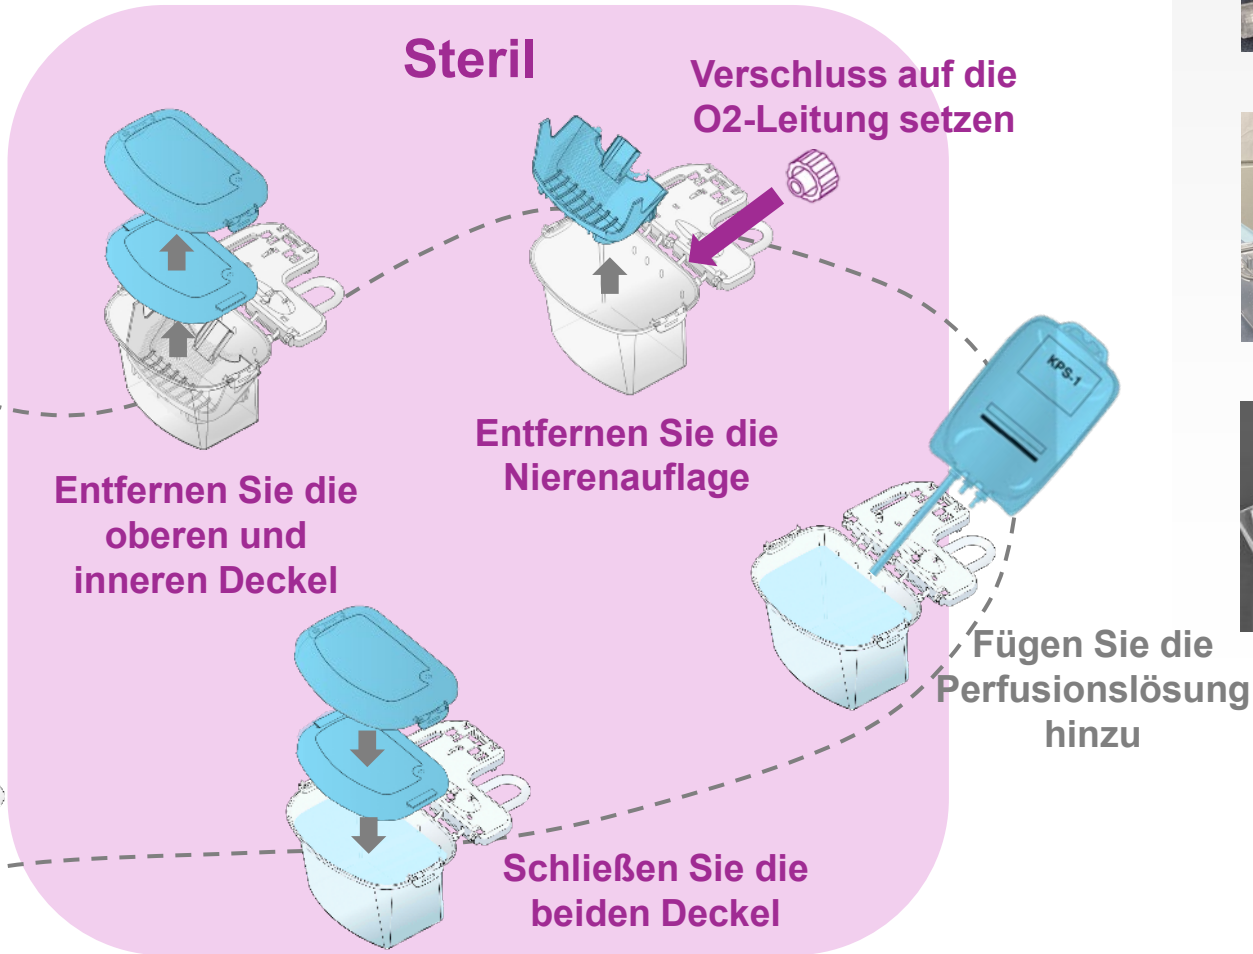 Steril
Verschluss auf die
O2-Leitung setzen
Entfernen Sie die
oberen und
inneren Deckel
Entfernen Sie die
Nierenauflage
KPS-1
Fügen Sie die
Perfusionslösung
hinzu
Schließen Sie die
beiden Deckel